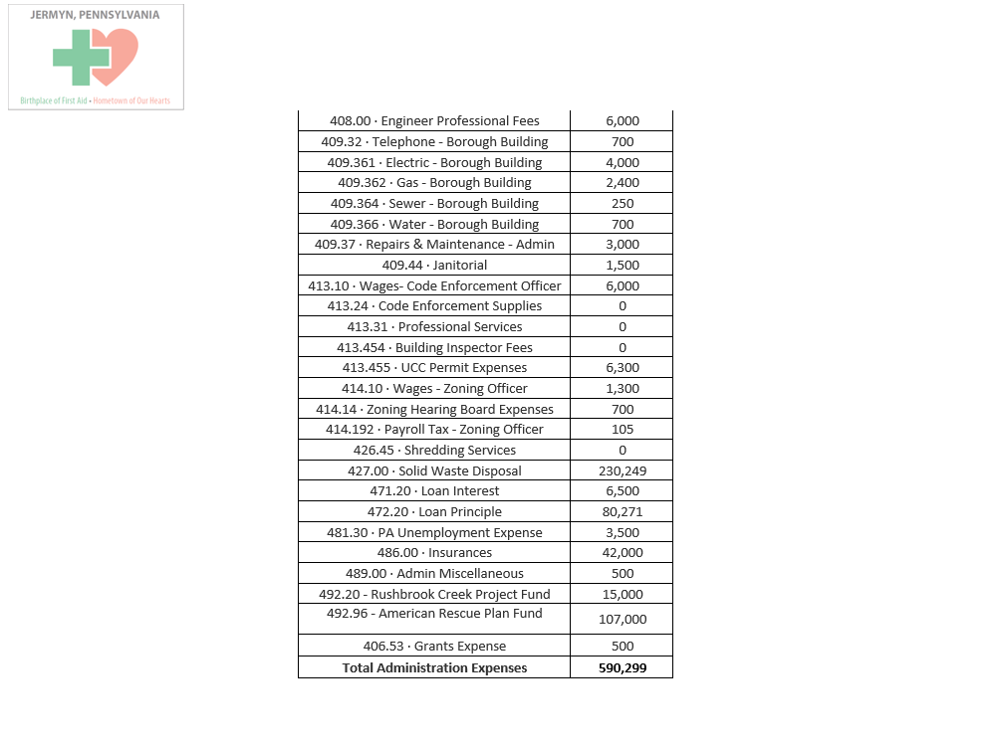 JERMYN, PENNSYLVANIA
Birthplace of First Aid • Hometown of Our Hearts
408.00 · Engineer Professional Fees 6,000
409.32 · Telephone - Borough Building 700
409.361 · Electric - Borough Building 4,000
409.362 · Gas - Borough Building 2,400
409.364 · Sewer - Borough Building 250
409.366 · Water - Borough Building 700
409.37 · Repairs & Maintenance - Admin 3,000
409.44 · Janitorial 1,500
413.10 · Wages- Code Enforcement Officer 6,000
413.24 · Code Enforcement Supplies 0
413.31 · Professional Services 0
413.454 · Building Inspector Fees 0
413.455 · UCC Permit Expenses 6,300
414.10 · Wages - Zoning Officer 1,300
414.14 · Zoning Hearing Board Expenses 700
414.192 · Payroll Tax - Zoning Officer 105
426.45 · Shredding Services 0
427.00 · Solid Waste Disposal 230,249
471.20 · Loan Interest 6,500
472.20 · Loan Principle 80,271
481.30 · PA Unemployment Expense 3,500
486.00 · Insurances 42,000
489.00 · Admin Miscellaneous 500
492.20 - Rushbrook Creek Project Fund 15,000
492.96 - American Rescue Plan Fund 107,000
406.53 · Grants Expense 500
Total Administration Expenses 590,299